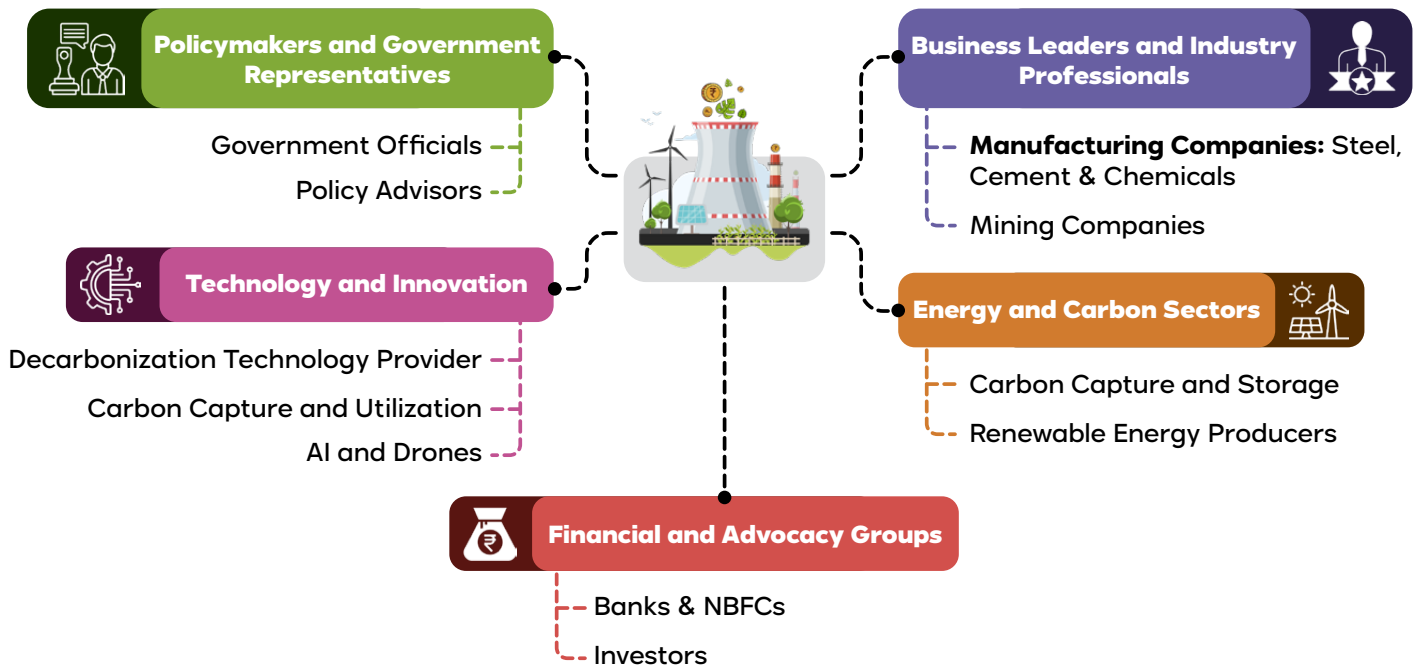 Policymakers and Government
Representatives
Government Officials
Policy Advisors
Business Leaders and Industry
Professionals
Manufacturing Companies: Steel,
Cement & Chemicals
Mining Companies
Technology and Innovation
Decarbonization Technology Provider
Carbon Capture and Utilization
AI and Drones
Energy and Carbon Sectors
Carbon Capture and Storage
Renewable Energy Producers
₹
Financial and Advocacy Groups
Banks & NBFCs
Investors